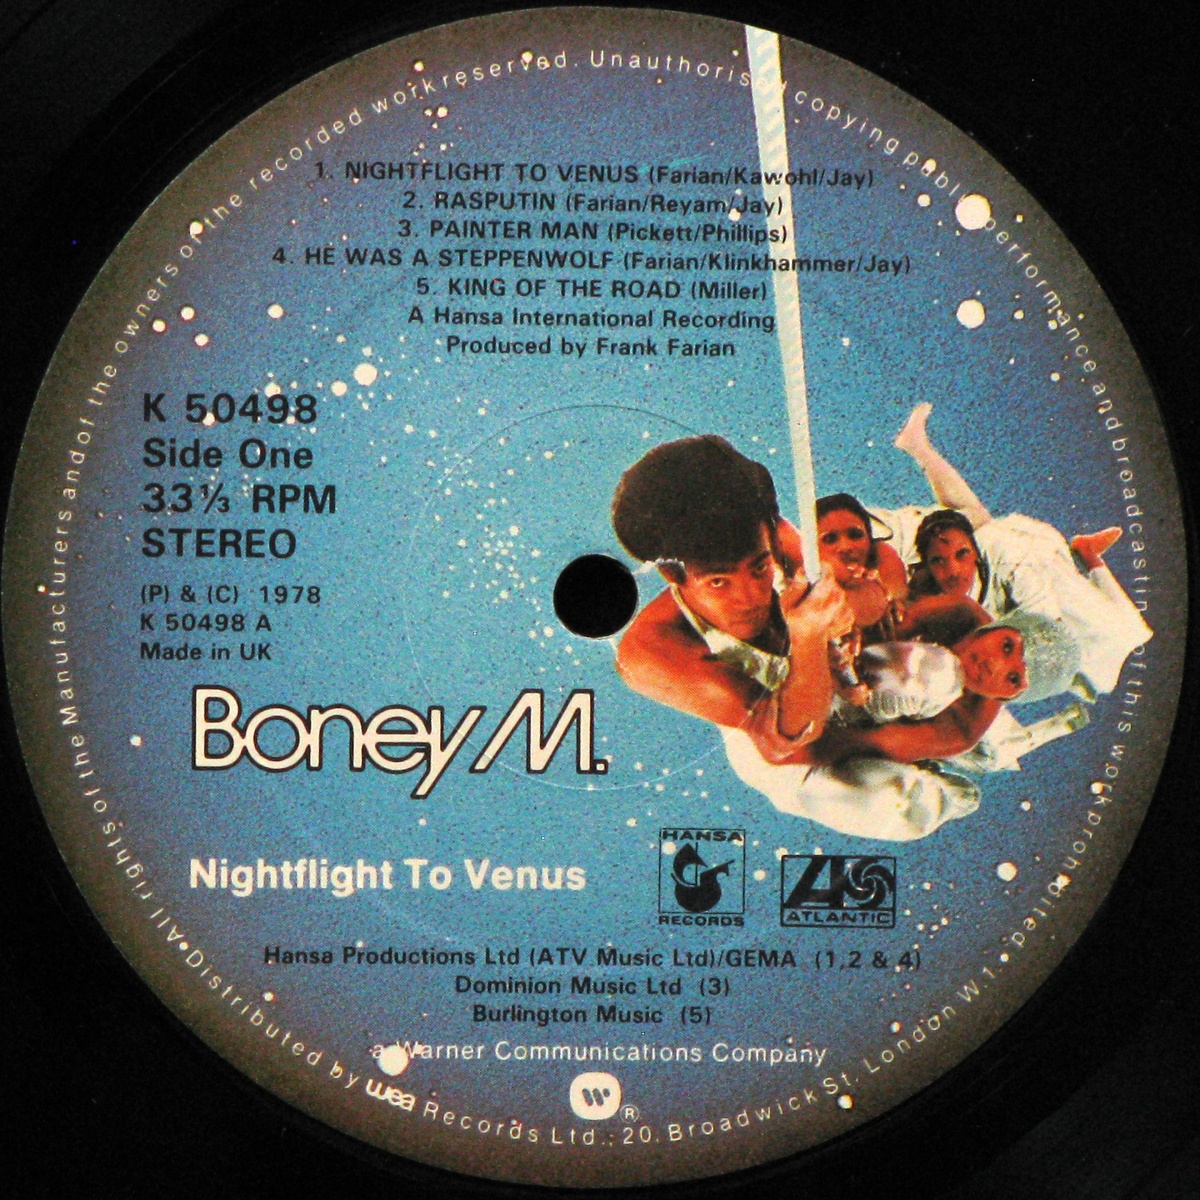 1. NIGHTFLIGHT TO VENUS (Farian/Kawohl/Jay)
2. RASPUTIN (Farian/Reyam/Jay)
3. PAINTER MAN (Pickett/Phillips)
4. HE WAS A STEPPENWOLF (Farian/Klinkhammer/Jay)
5. KING OF THE ROAD (Miller)
A Hansa International Recording
Produced by Frank Farian
K 50498
Side One
33⅓ RPM
STEREO
(P) & (C) 1978
K 50498 A
Made in UK
Boney M.
Nightflight To Venus
HANSA
RECORDS
ATLANTIC
Hansa Productions Ltd (ATV Music Ltd)/GEMA (1,2 & 4)
Dominion Music Ltd (3)
Burlington Music (5)
a Warner Communications Company
All rights of the Manufacturers and of the owners of the recorded work reserved. Unauthorised copying public performance and broadcasting of this work prohibited. • Distributed by wea Records Ltd.: 20. Broadwick St. London W.1. •
®